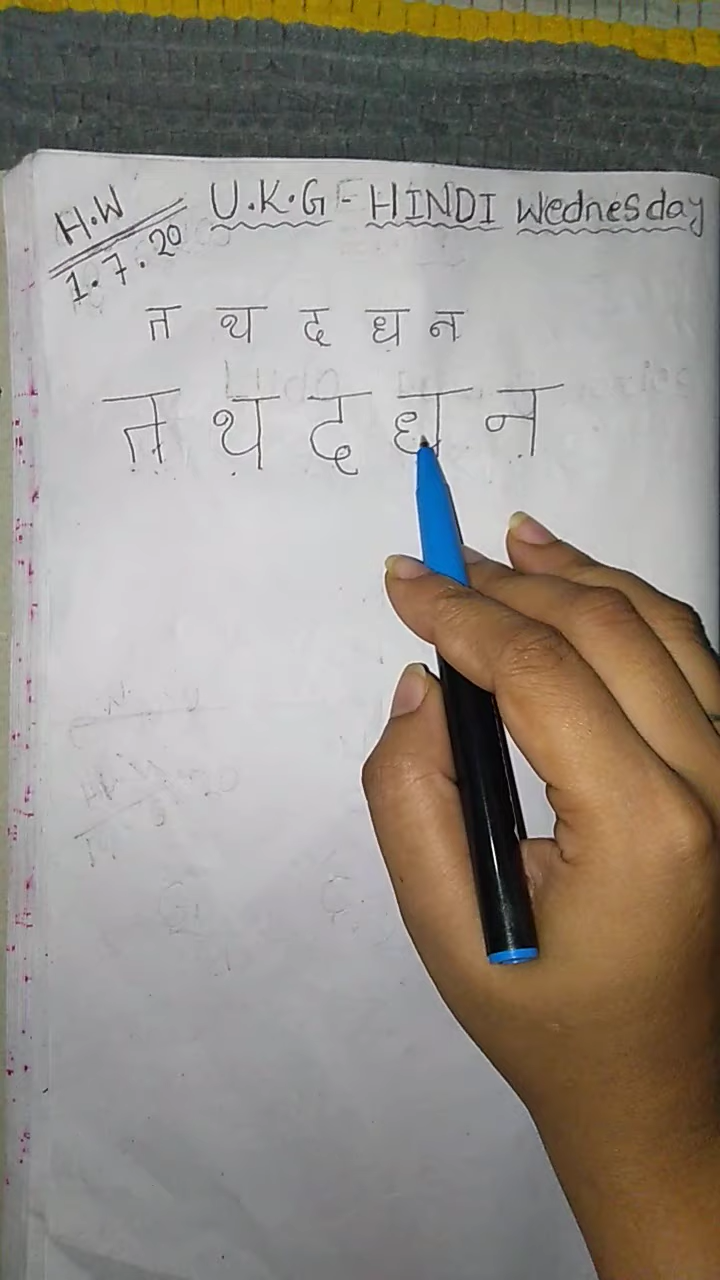 H.W
1.7.20
U.K.G - HINDI Wednesday
त थ द ध न
त थ द ध न